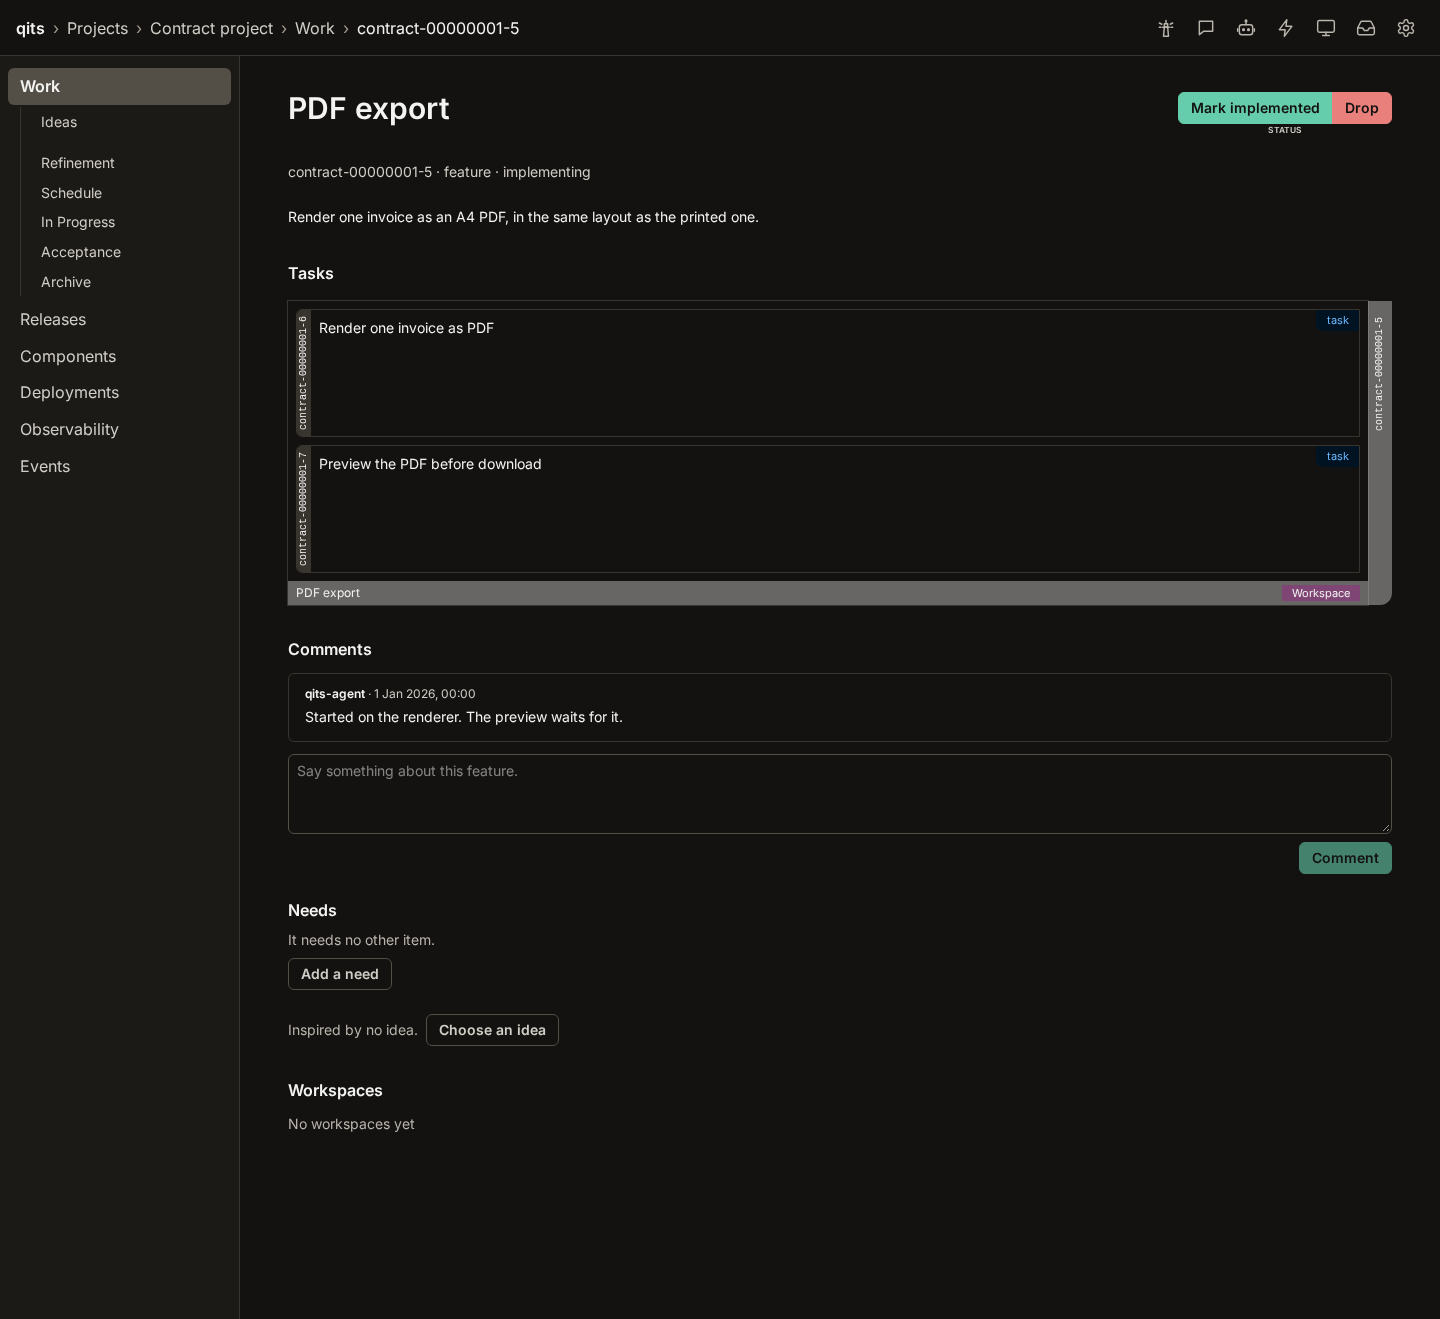 qits › Projects › Contract project › Work › contract-00000001-5
Work
Ideas
Refinement
Schedule
In Progress
Acceptance
Archive
Releases
Components
Deployments
Observability
Events
PDF export
Mark implemented
Drop
STATUS
contract-00000001-5 · feature · implementing
Render one invoice as an A4 PDF, in the same layout as the printed one.
Tasks
contract-00000001-6
Render one invoice as PDF
task
contract-00000001-7
Preview the PDF before download
task
contract-00000001-5
PDF export
Workspace
Comments
qits-agent · 1 Jan 2026, 00:00
Started on the renderer. The preview waits for it.
Say something about this feature.
Comment
Needs
It needs no other item.
Add a need
Inspired by no idea.
Choose an idea
Workspaces
No workspaces yet